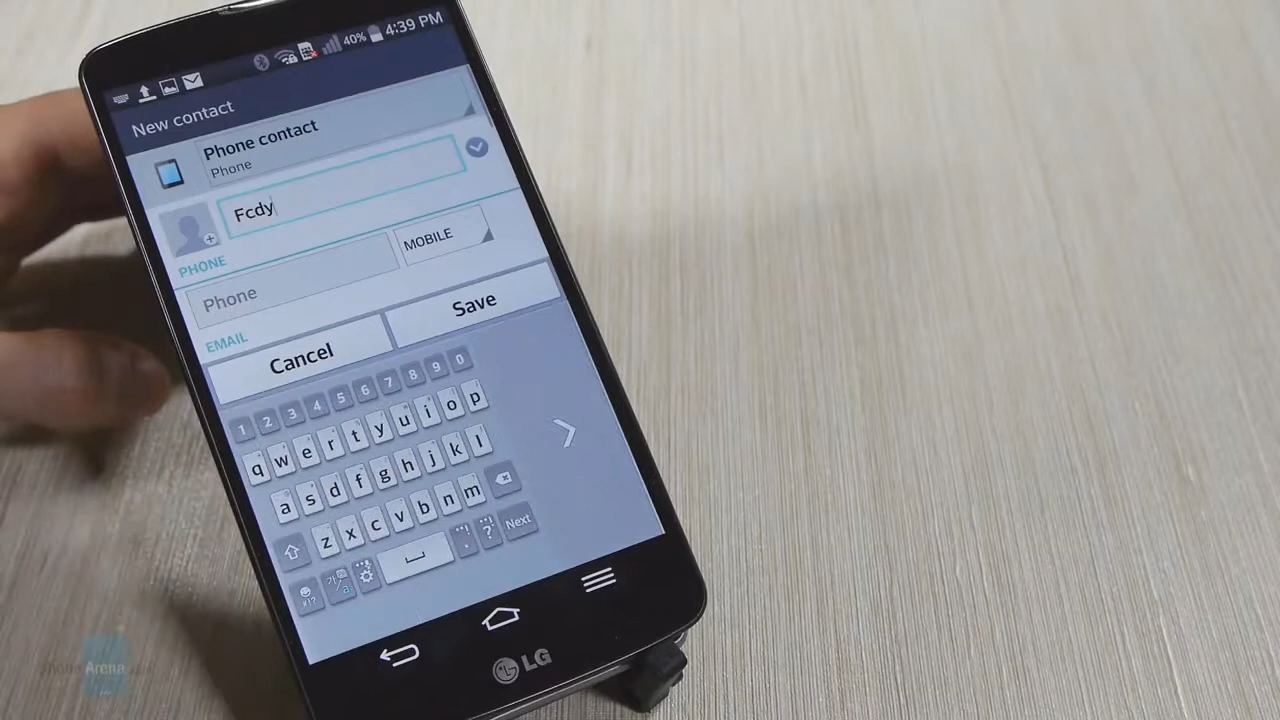 40% 4:39 PM
New contact
Phone contact
Phone
Fcdy
PHONE
MOBILE
Phone
EMAIL
Cancel
Save
1 2 3 4 5 6 7 8 9 0
q w e r t y u i o p
a s d f g h j k l
z x c v b n m
. ? Next
LG
phoneArena